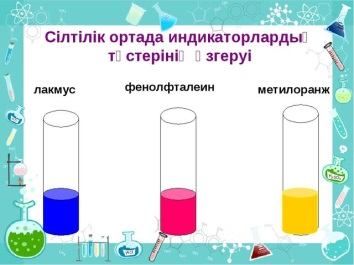 Сілтілік ортада индикаторлардың
түстерінің өзгеруі
лакмус
фенолфталеин
метилоранж